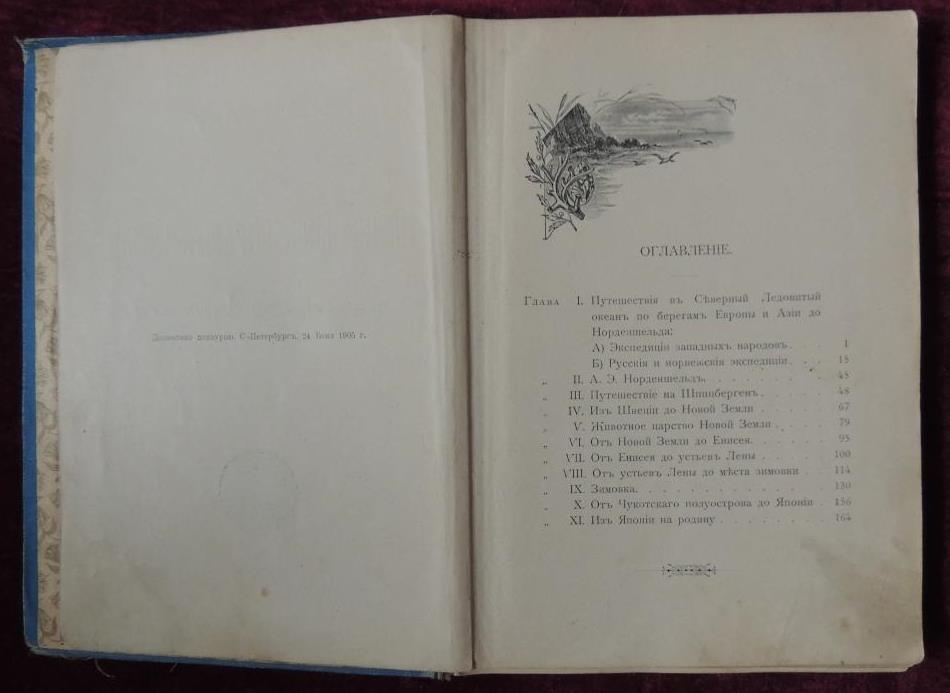 Дозволено цензурою. С-Петербургъ, 24 Іюня 1905 г.
ОГЛАВЛЕНІЕ.
Глава I. Путешествія въ Сѣверный Ледовитый
океанъ по берегамъ Европы и Азіи до
Норденшельда:
А) Экспедиціи западныхъ народовъ. . . 1
Б) Русскія и норвежскія экспедиціи. . . 15
„ II. А. Э. Норденшельдъ. . . . . . . . 45
„ III. Путешествіе на Шпицбергенъ. . . . . 48
„ IV. Изъ Швеціи до Новой Земли . . . . . 67
„ V. Животное царство Новой Земли . . . . 79
„ VI. Отъ Новой Земли до Енисея. . . . . 95
„ VII. Отъ Енисея до устьевъ Лены . . . . 100
„ VIII. Отъ устьевъ Лены до мѣста зимовки . . 114
„ IX. Зимовка. . . . . . . . . . . 130
„ X. Отъ Чукотскаго полуострова до Японіи . 156
„ XI. Изъ Японіи на родину . . . . . . . 164